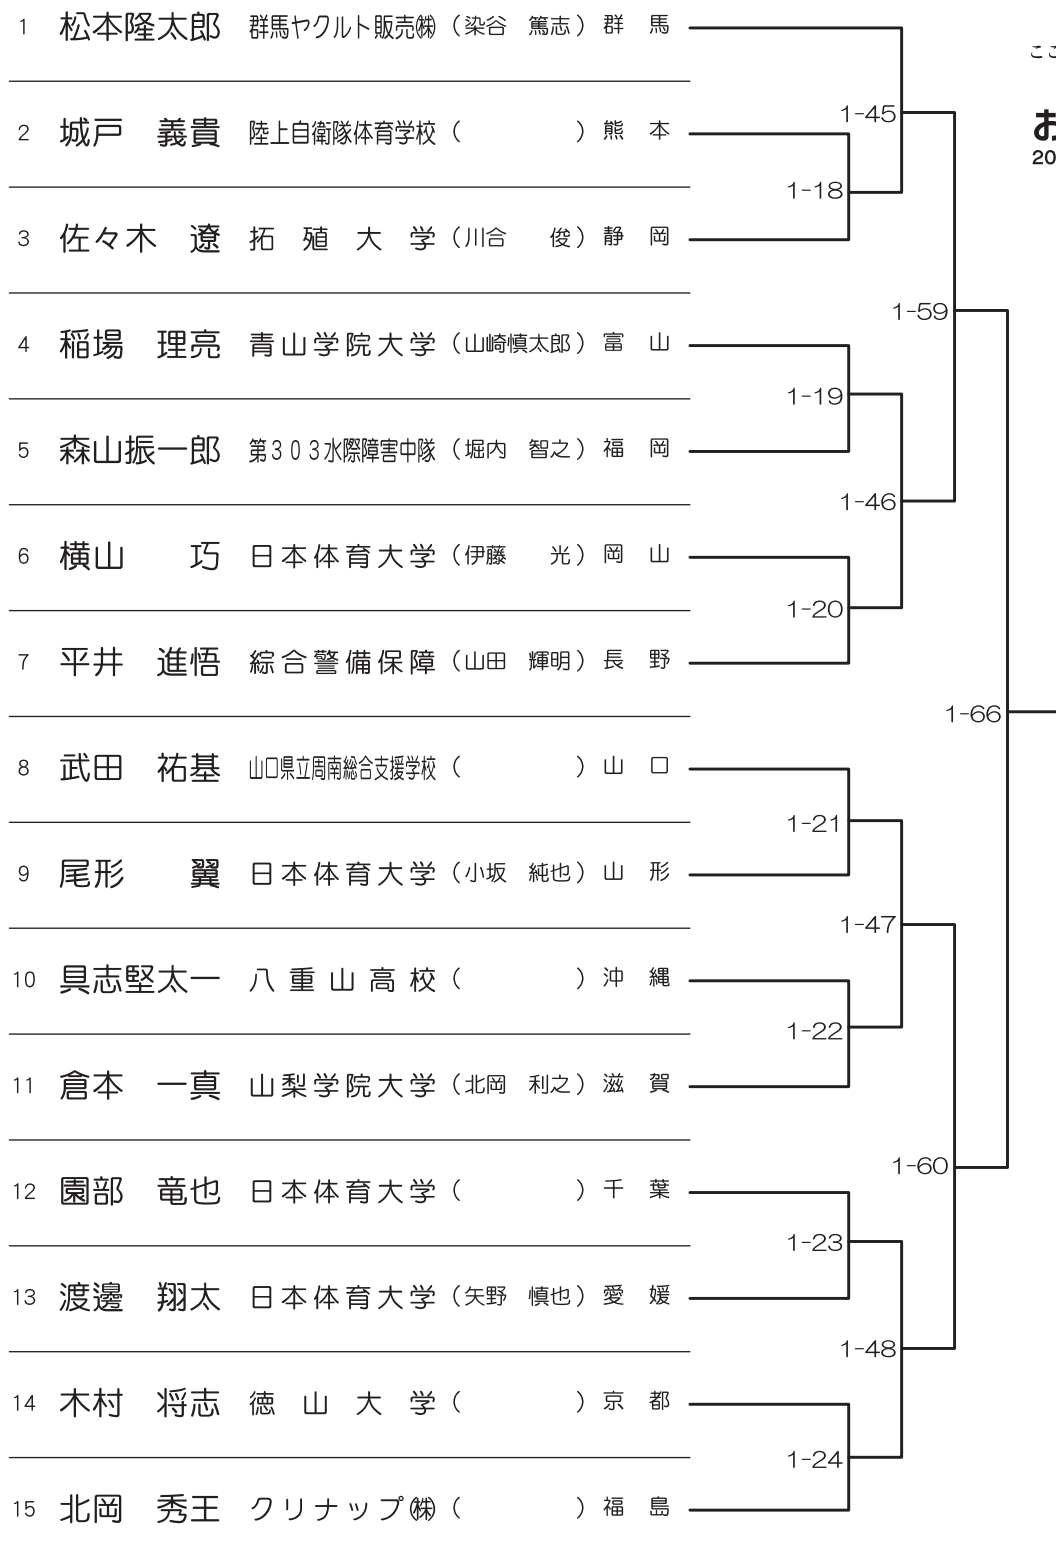 1 松本隆太郎 群馬ヤクルト販売㈱ (染谷 篤志) 群馬
2 城戸 義貴 陸上自衛隊体育学校 ( ) 熊本
3 佐々木 遼 拓殖大学 (川合 俊) 静岡
4 稲場 理亮 青山学院大学 (山崎慎太郎) 富山
5 森山振一郎 第303水際障害中隊 (堀内 智之) 福岡
6 横山 巧 日本体育大学 (伊藤 光) 岡山
7 平井 進悟 綜合警備保障 (山田 輝明) 長野
8 武田 祐基 山口県立周南総合支援学校 ( ) 山口
9 尾形 翼 日本体育大学 (小坂 純也) 山形
10 具志堅太一 八重山高校 ( ) 沖縄
11 倉本 一真 山梨学院大学 (北岡 利之) 滋賀
12 園部 竜也 日本体育大学 ( ) 千葉
13 渡邊 翔太 日本体育大学 (矢野 慎也) 愛媛
14 木村 将志 徳山大学 ( ) 京都
15 北岡 秀王 クリナップ㈱ ( ) 福島
1-18
1-19
1-20
1-21
1-22
1-23
1-24
1-45
1-46
1-47
1-48
1-59
1-60
1-66
ここ
お
20